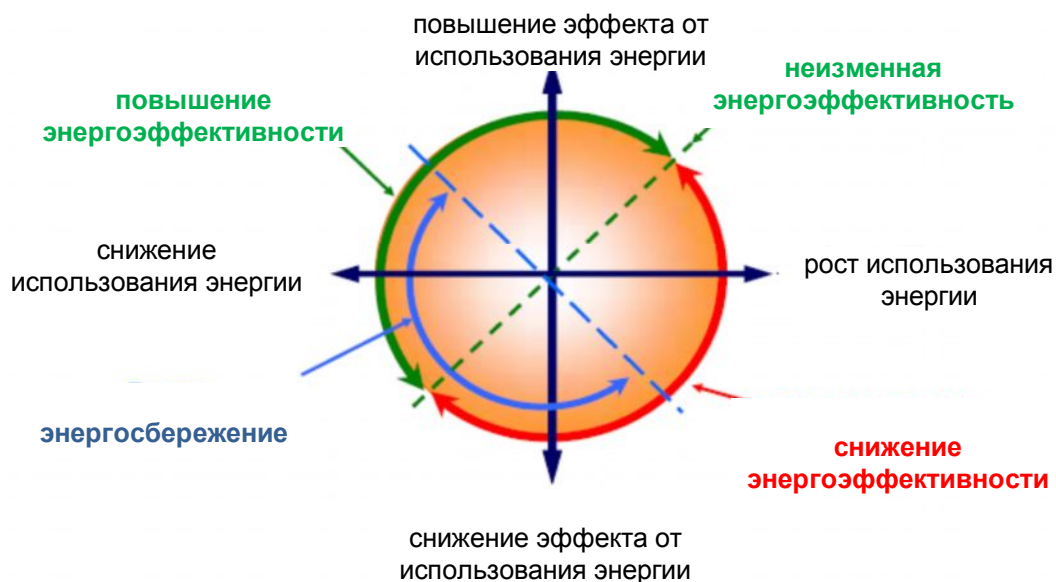 повышение эффекта от
использования энергии
неизменная
энергоэффективность
повышение
энергоэффективности
снижение
использования энергии
рост использования
энергии
энергосбережение
снижение
энергоэффективности
снижение эффекта от
использования энергии